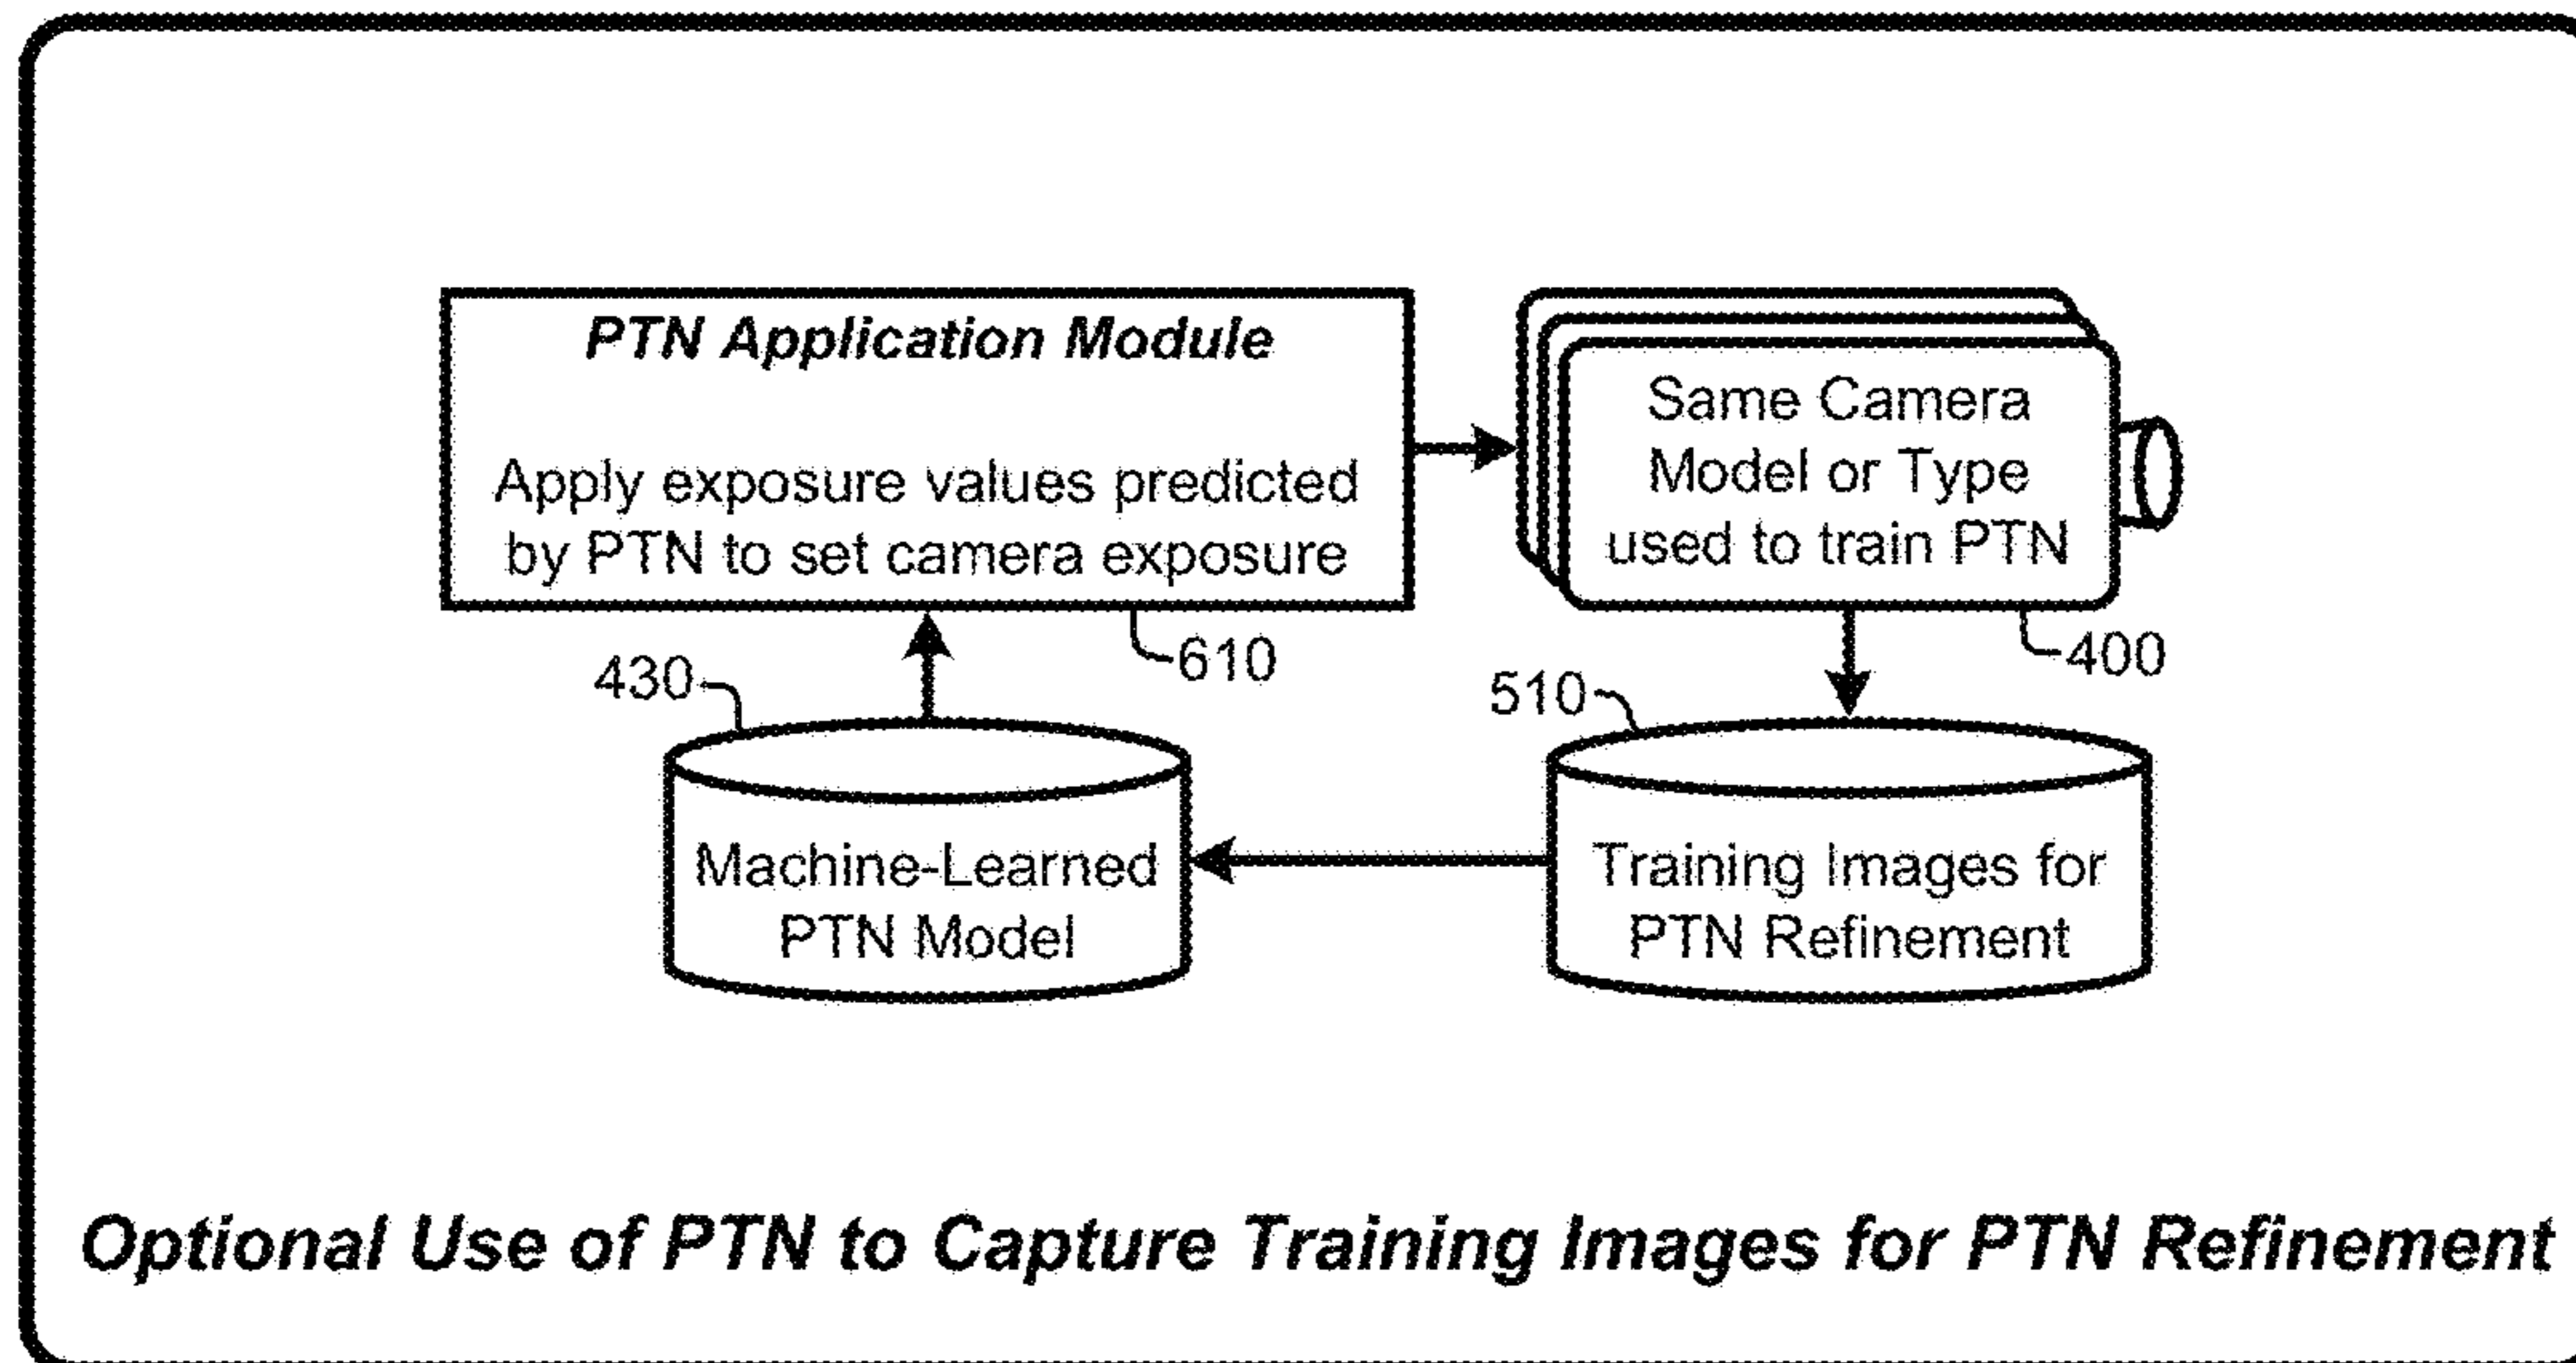 PTN Application Module
Apply exposure values predicted
by PTN to set camera exposure
Same Camera
Model or Type
used to train PTN
610
400
430
510
Machine-Learned
PTN Model
Training Images for
PTN Refinement
Optional Use of PTN to Capture Training Images for PTN Refinement